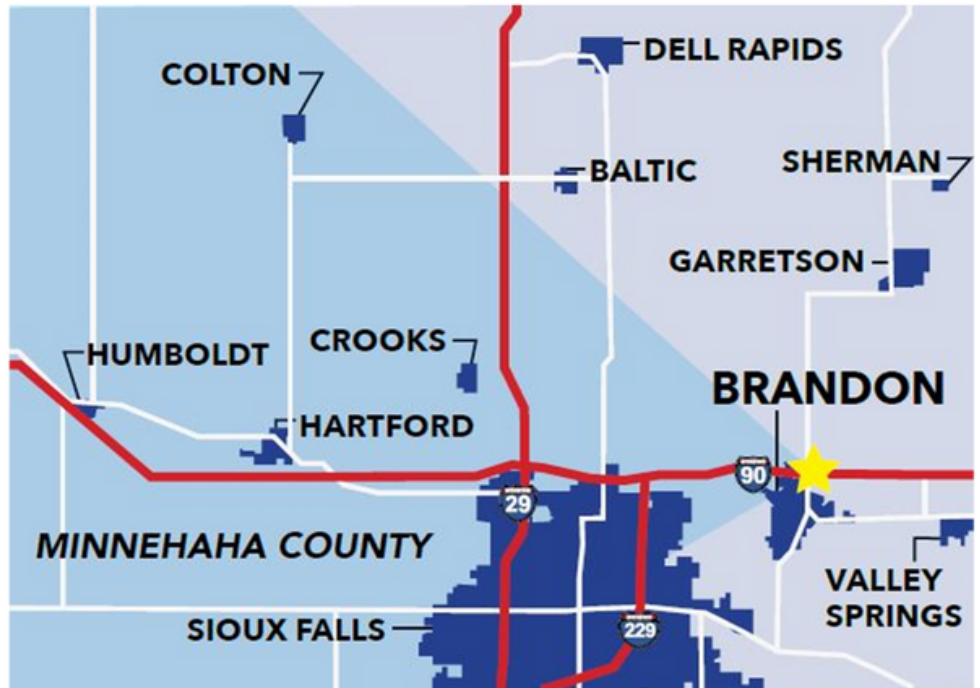 DELL RAPIDS
COLTON
BALTIC
SHERMAN
GARRETSON
CROOKS
HUMBOLDT
BRANDON
HARTFORD
90
29
MINNEHAHA COUNTY
VALLEY
SPRINGS
SIOUX FALLS
229